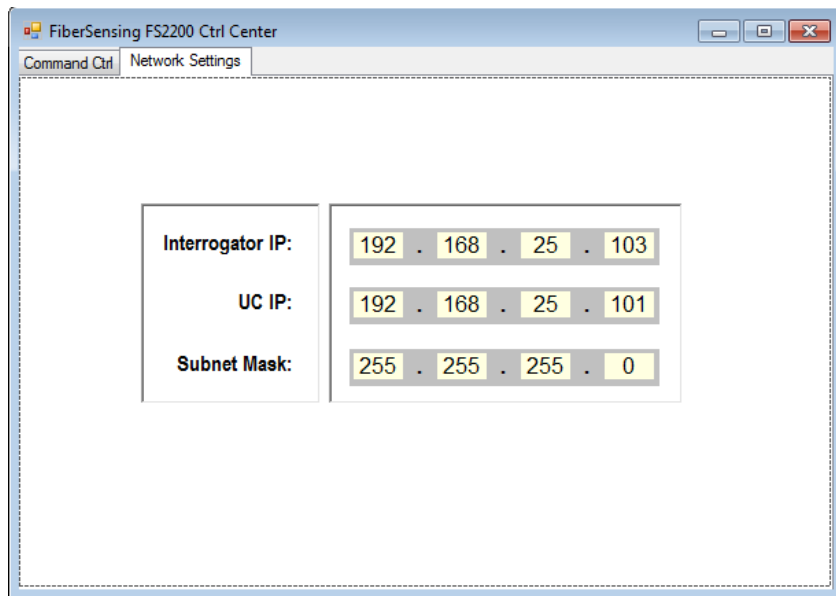 FiberSensing FS2200 Ctrl Center
Command Ctrl Network Settings
Interrogator IP: 192 . 168 . 25 . 103
UC IP: 192 . 168 . 25 . 101
Subnet Mask: 255 . 255 . 255 . 0